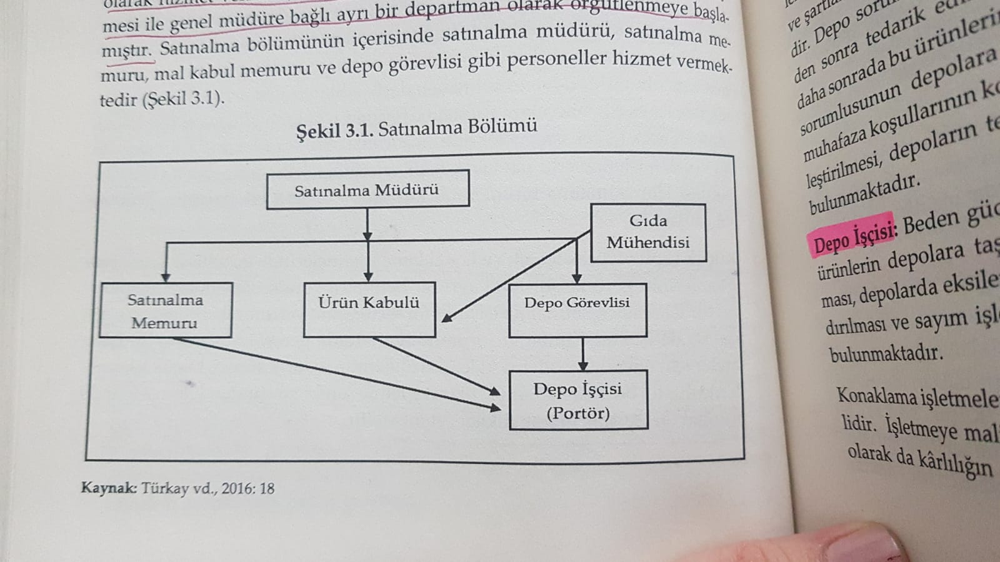 mesi ile genel müdüre bağlı ayrı bir departman olarak örgütlenmeye başla-
mıştır. Satınalma bölümünün içerisinde satınalma müdürü, satınalma me-
muru, mal kabul memuru ve depo görevlisi gibi personeller hizmet vermek-
tedir (Şekil 3.1).
Şekil 3.1. Satınalma Bölümü
Satınalma Müdürü
Gıda
Mühendisi
Satınalma
Memuru
Ürün Kabulü
Depo Görevlisi
Depo İşçisi
(Portör)
Kaynak: Türkay vd., 2016: 18
dir. Depo
den sonra tedarik
daha sonrada bu ürünlerin
sorumlusunun depolara
muhafaza koşullarının
leştirilmesi, depoların
bulunmaktadır.
Depo İşçisi: Beden
ürünlerin depolara
ması, depolarda
dırılması ve sayım
bulunmaktadır.
Konaklama
lidir. İşletmeye
olarak da kârlılığın